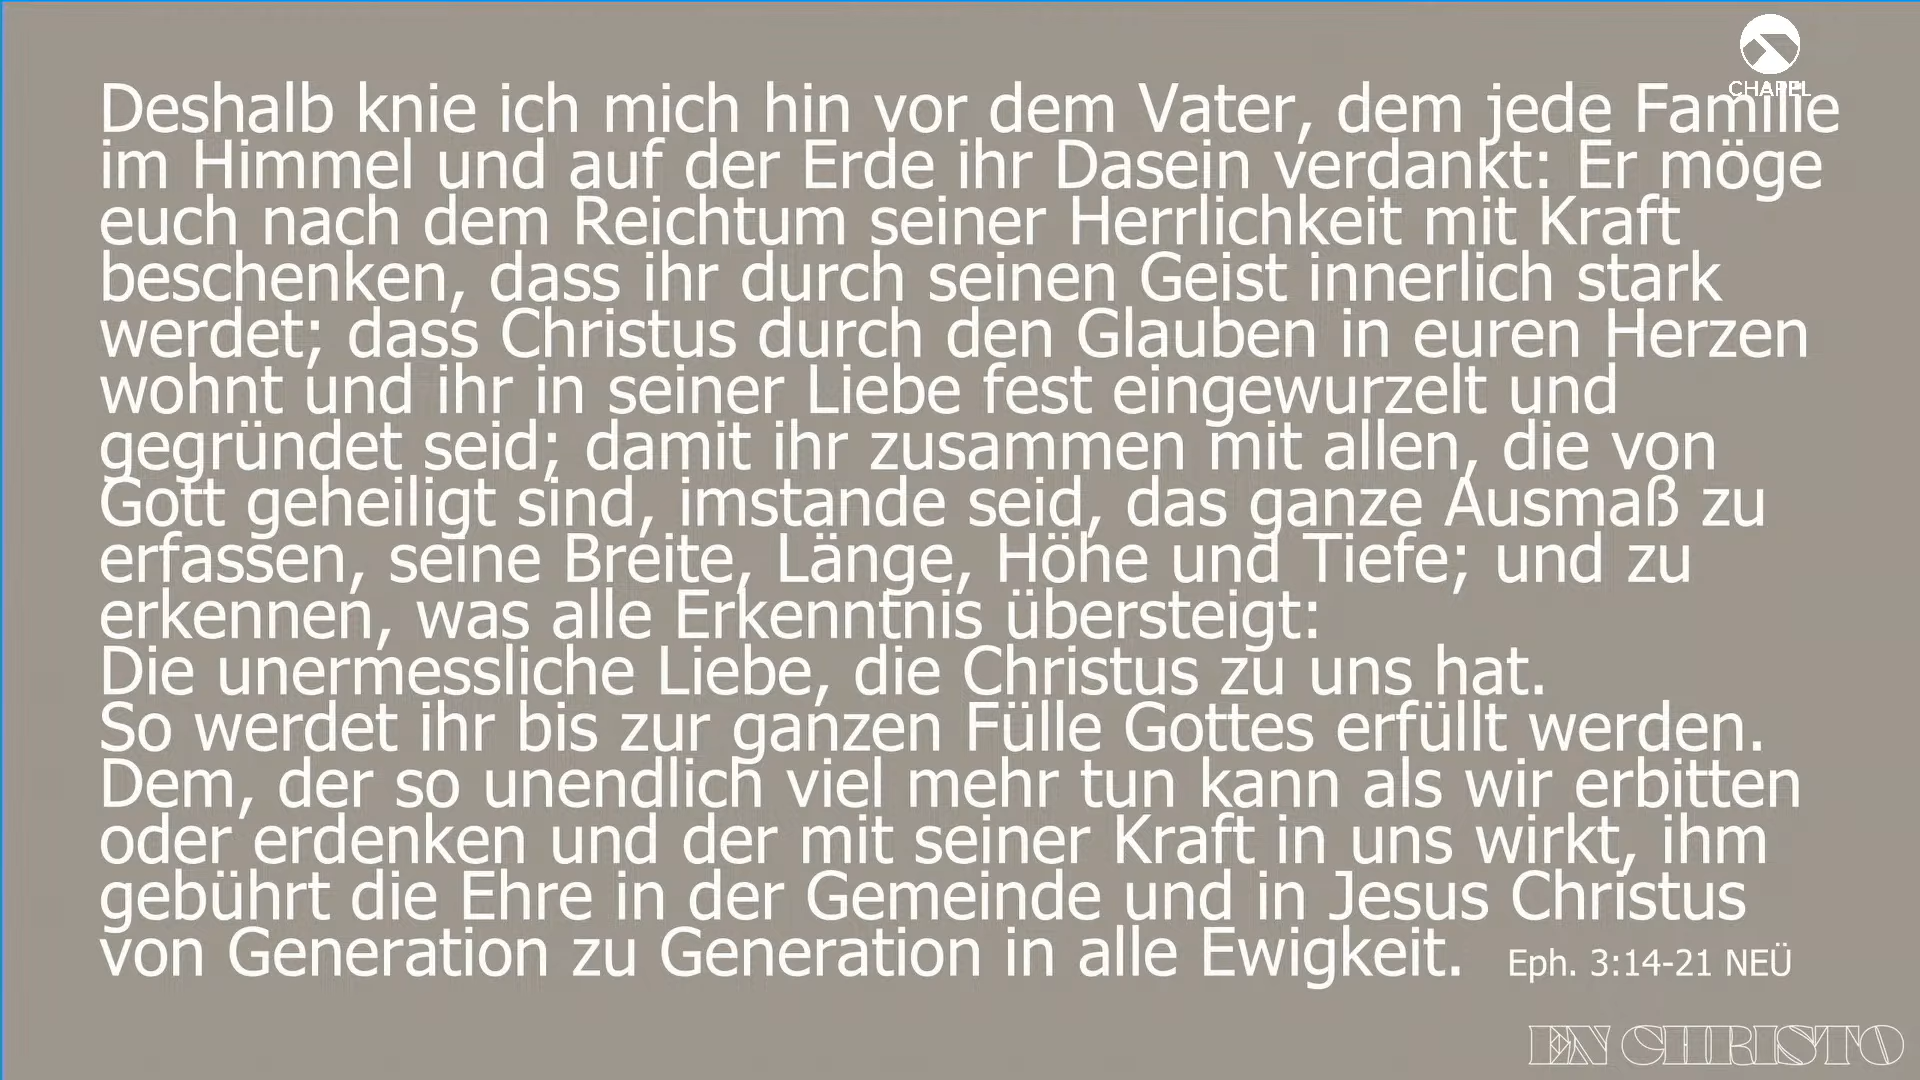 CHAPEL
Deshalb knie ich mich hin vor dem Vater, dem jede Familie
im Himmel und auf der Erde ihr Dasein verdankt: Er möge
euch nach dem Reichtum seiner Herrlichkeit mit Kraft
beschenken, dass ihr durch seinen Geist innerlich stark
werdet; dass Christus durch den Glauben in euren Herzen
wohnt und ihr in seiner Liebe fest eingewurzelt und
gegründet seid; damit ihr zusammen mit allen, die von
Gott geheiligt sind, imstande seid, das ganze Ausmaß zu
erfassen, seine Breite, Länge, Höhe und Tiefe; und zu
erkennen, was alle Erkenntnis übersteigt:
Die unermessliche Liebe, die Christus zu uns hat.
So werdet ihr bis zur ganzen Fülle Gottes erfüllt werden.
Dem, der so unendlich viel mehr tun kann als wir erbitten
oder erdenken und der mit seiner Kraft in uns wirkt, ihm
gebührt die Ehre in der Gemeinde und in Jesus Christus
von Generation zu Generation in alle Ewigkeit. Eph. 3:14-21 NEÜ
EN CHRISTO